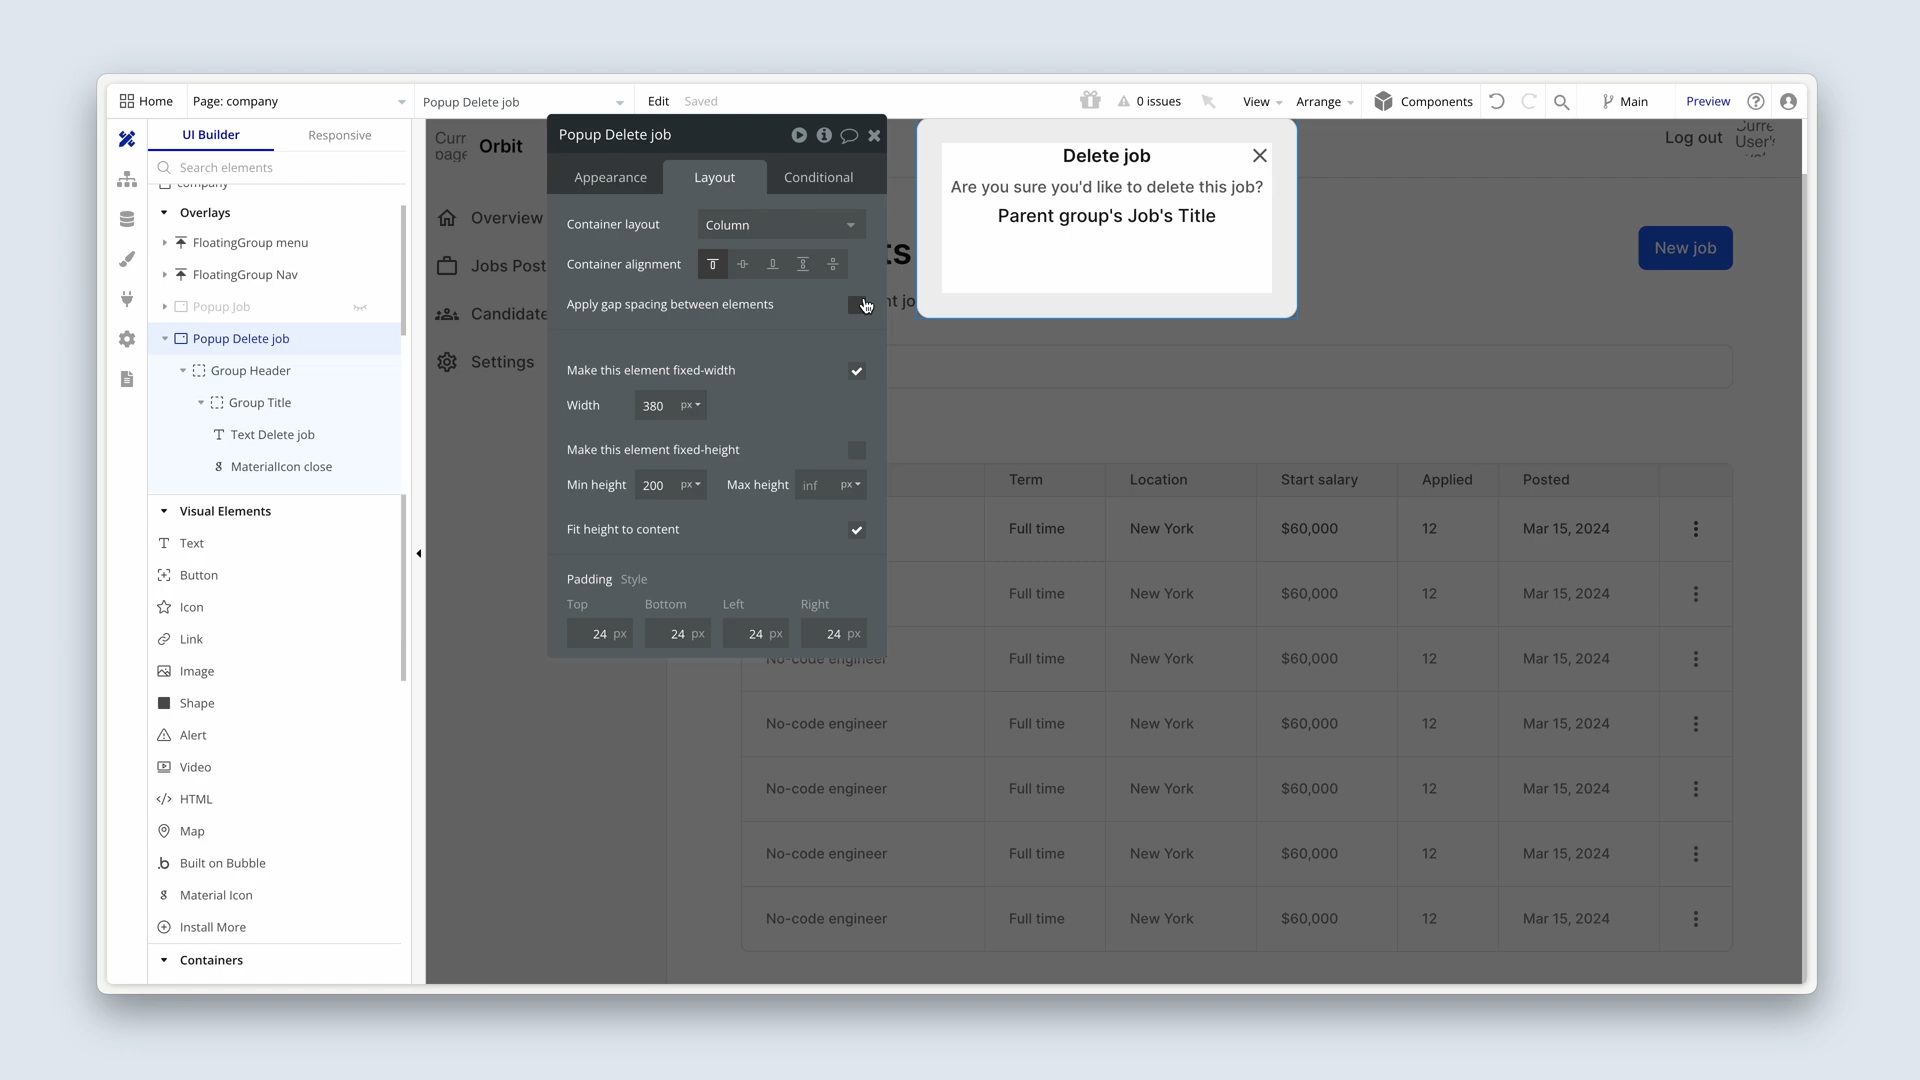 Home
Page: company
Popup Delete job
Edit
Saved
0 issues
View
Arrange
Components
Main
Preview
UI Builder
Responsive
Search elements
company
Overlays
FloatingGroup menu
FloatingGroup Nav
Popup Job
Popup Delete job
Group Header
Group Title
Text Delete job
MaterialIcon close
Visual Elements
Text
Button
Icon
Link
Image
Shape
Alert
Video
HTML
Map
Built on Bubble
Material Icon
Install More
Containers
Curr
page
Orbit
Overview
Jobs Post
Candidate
Settings
Popup Delete job
Appearance
Layout
Conditional
Container layout
Column
Container alignment
Apply gap spacing between elements
Make this element fixed-width
Width
380 px
Make this element fixed-height
Min height
200 px
Max height
inf px
Fit height to content
Padding Style
Top Bottom Left Right
24 px 24 px 24 px 24 px
Delete job
Are you sure you'd like to delete this job?
Parent group's Job's Title
Log out
Curre
User's
ts
New job
nt jo
Term Location Start salary Applied Posted
Full time New York $60,000 12 Mar 15, 2024
Full time New York $60,000 12 Mar 15, 2024
No-code engineer Full time New York $60,000 12 Mar 15, 2024
No-code engineer Full time New York $60,000 12 Mar 15, 2024
No-code engineer Full time New York $60,000 12 Mar 15, 2024
No-code engineer Full time New York $60,000 12 Mar 15, 2024
No-code engineer Full time New York $60,000 12 Mar 15, 2024